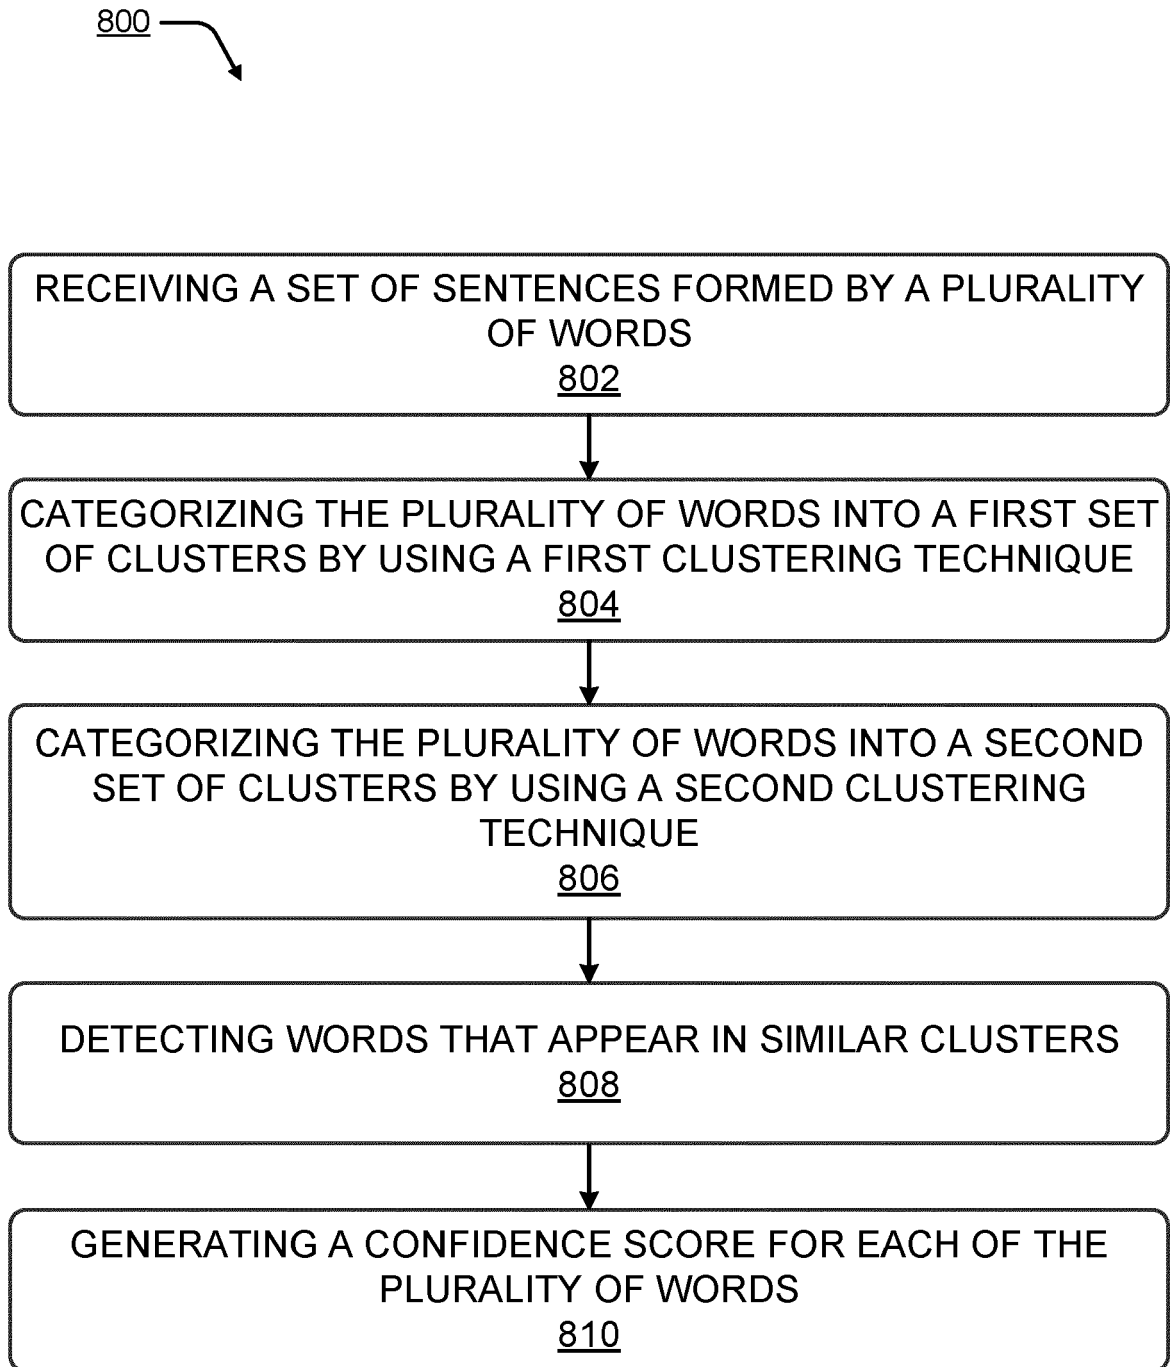 800
RECEIVING A SET OF SENTENCES FORMED BY A PLURALITY
OF WORDS
802
CATEGORIZING THE PLURALITY OF WORDS INTO A FIRST SET
OF CLUSTERS BY USING A FIRST CLUSTERING TECHNIQUE
804
CATEGORIZING THE PLURALITY OF WORDS INTO A SECOND
SET OF CLUSTERS BY USING A SECOND CLUSTERING
TECHNIQUE
806
DETECTING WORDS THAT APPEAR IN SIMILAR CLUSTERS
808
GENERATING A CONFIDENCE SCORE FOR EACH OF THE
PLURALITY OF WORDS
810